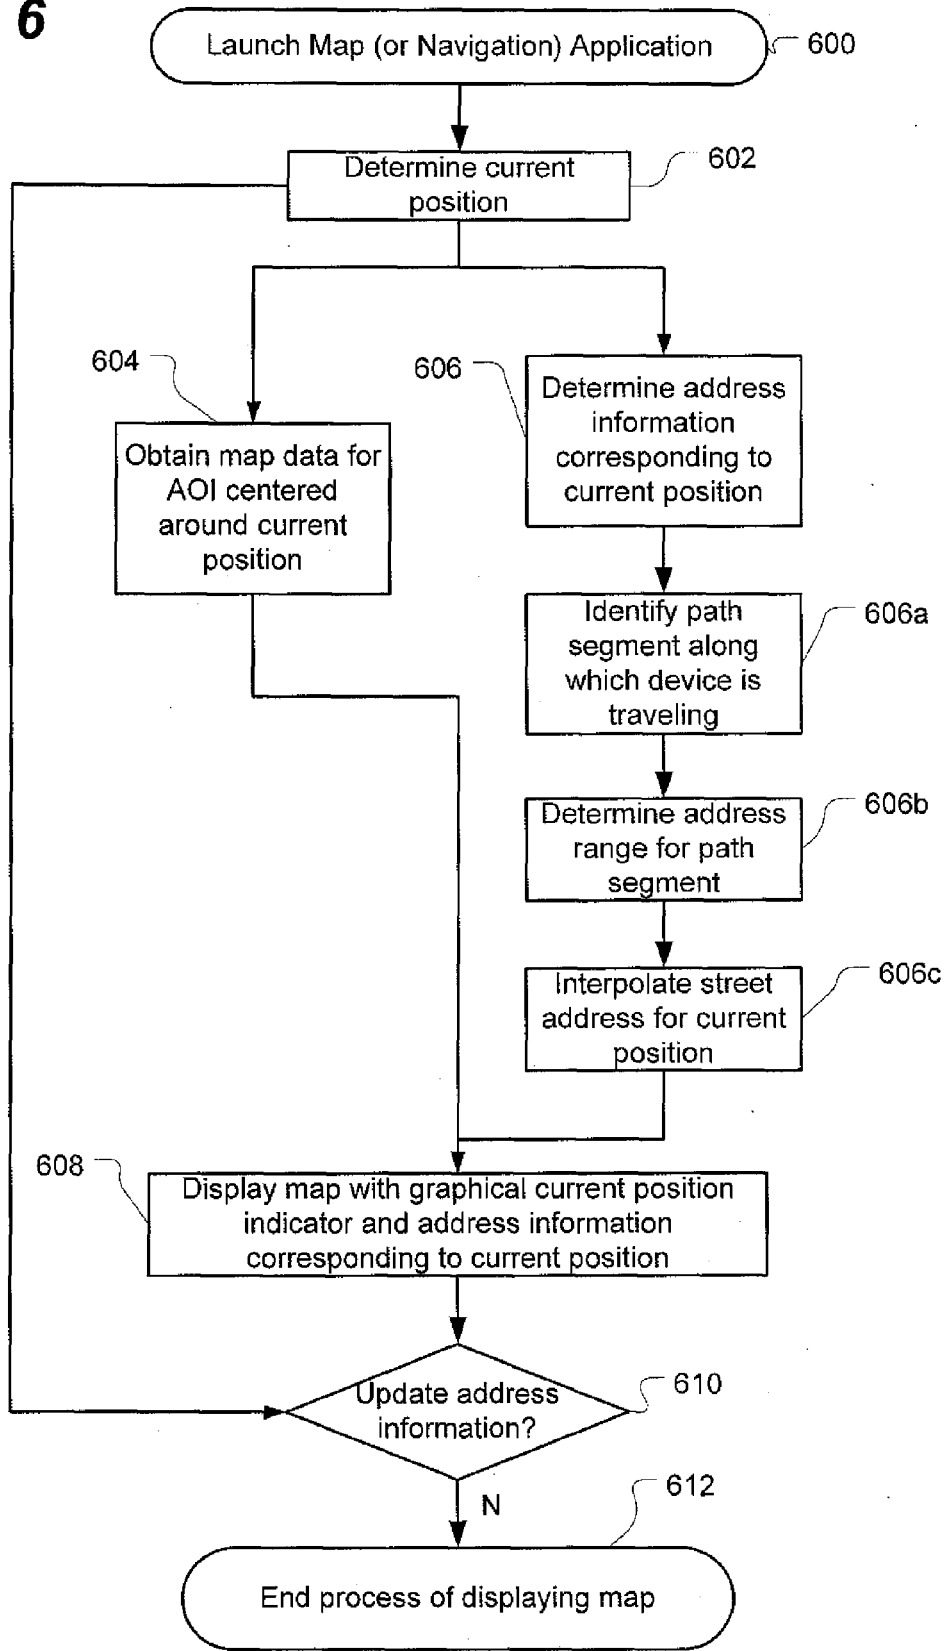 6
Launch Map (or Navigation) Application
600
Determine current
position
602
604
Obtain map data for
AOI centered
around current
position
606
Determine address
information
corresponding to
current position
Identify path
segment along
which device is
traveling
606a
Determine address
range for path
segment
606b
Interpolate street
address for current
position
606c
608
Display map with graphical current position
indicator and address information
corresponding to current position
Update address
information?
610
N
612
End process of displaying map